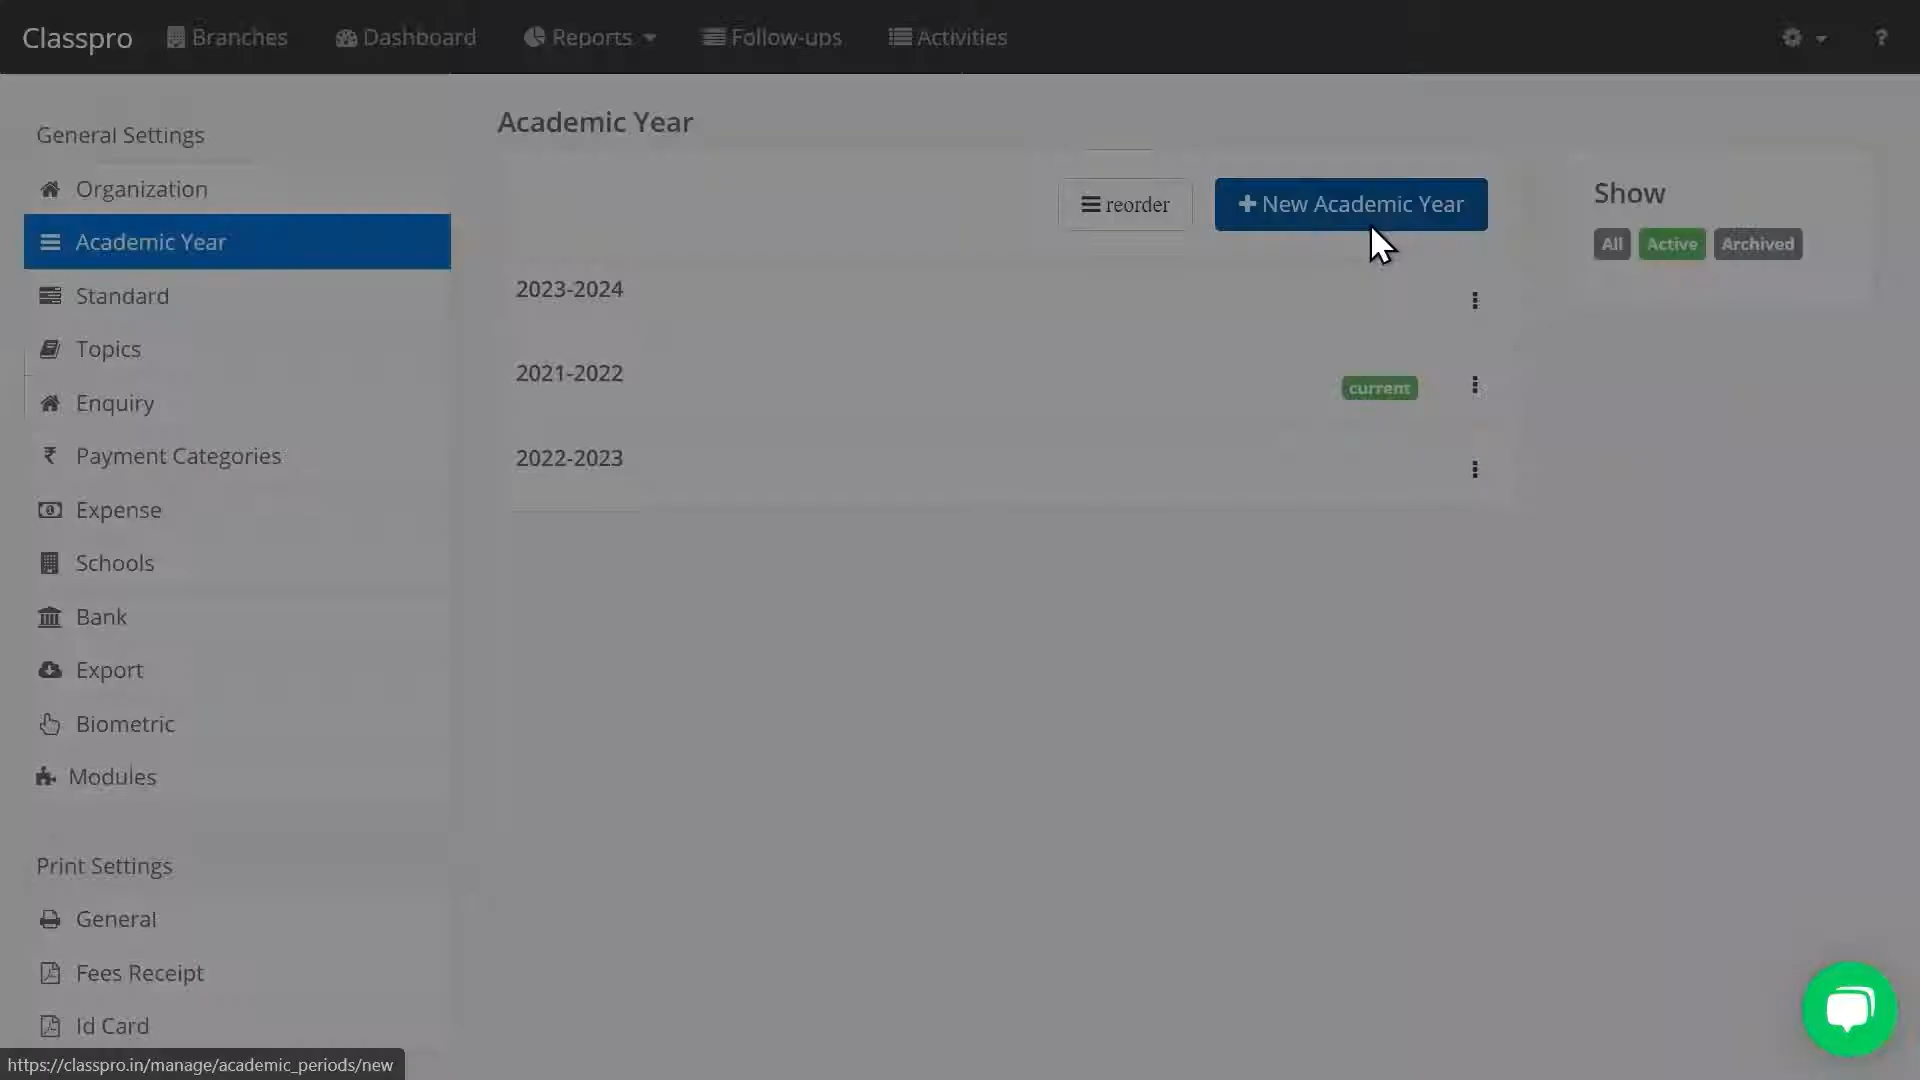 Classpro Branches Dashboard Reports Follow-ups Activities ?
General Settings
Organization
Academic Year
Standard
Topics
Enquiry
₹ Payment Categories
Expense
Schools
Bank
Export
Biometric
Modules
Print Settings
General
Fees Receipt
Id Card
Academic Year
reorder + New Academic Year
2023-2024
2021-2022 current
2022-2023
Show
All Active Archived
https://classpro.in/manage/academic_periods/new